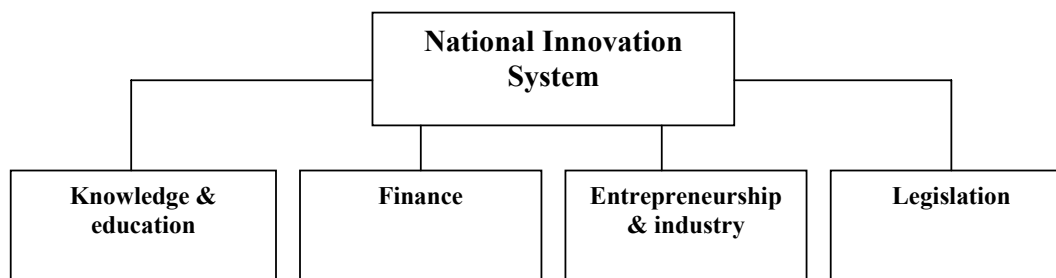 National Innovation
System
Knowledge &
education
Finance
Entrepreneurship
& industry
Legislation